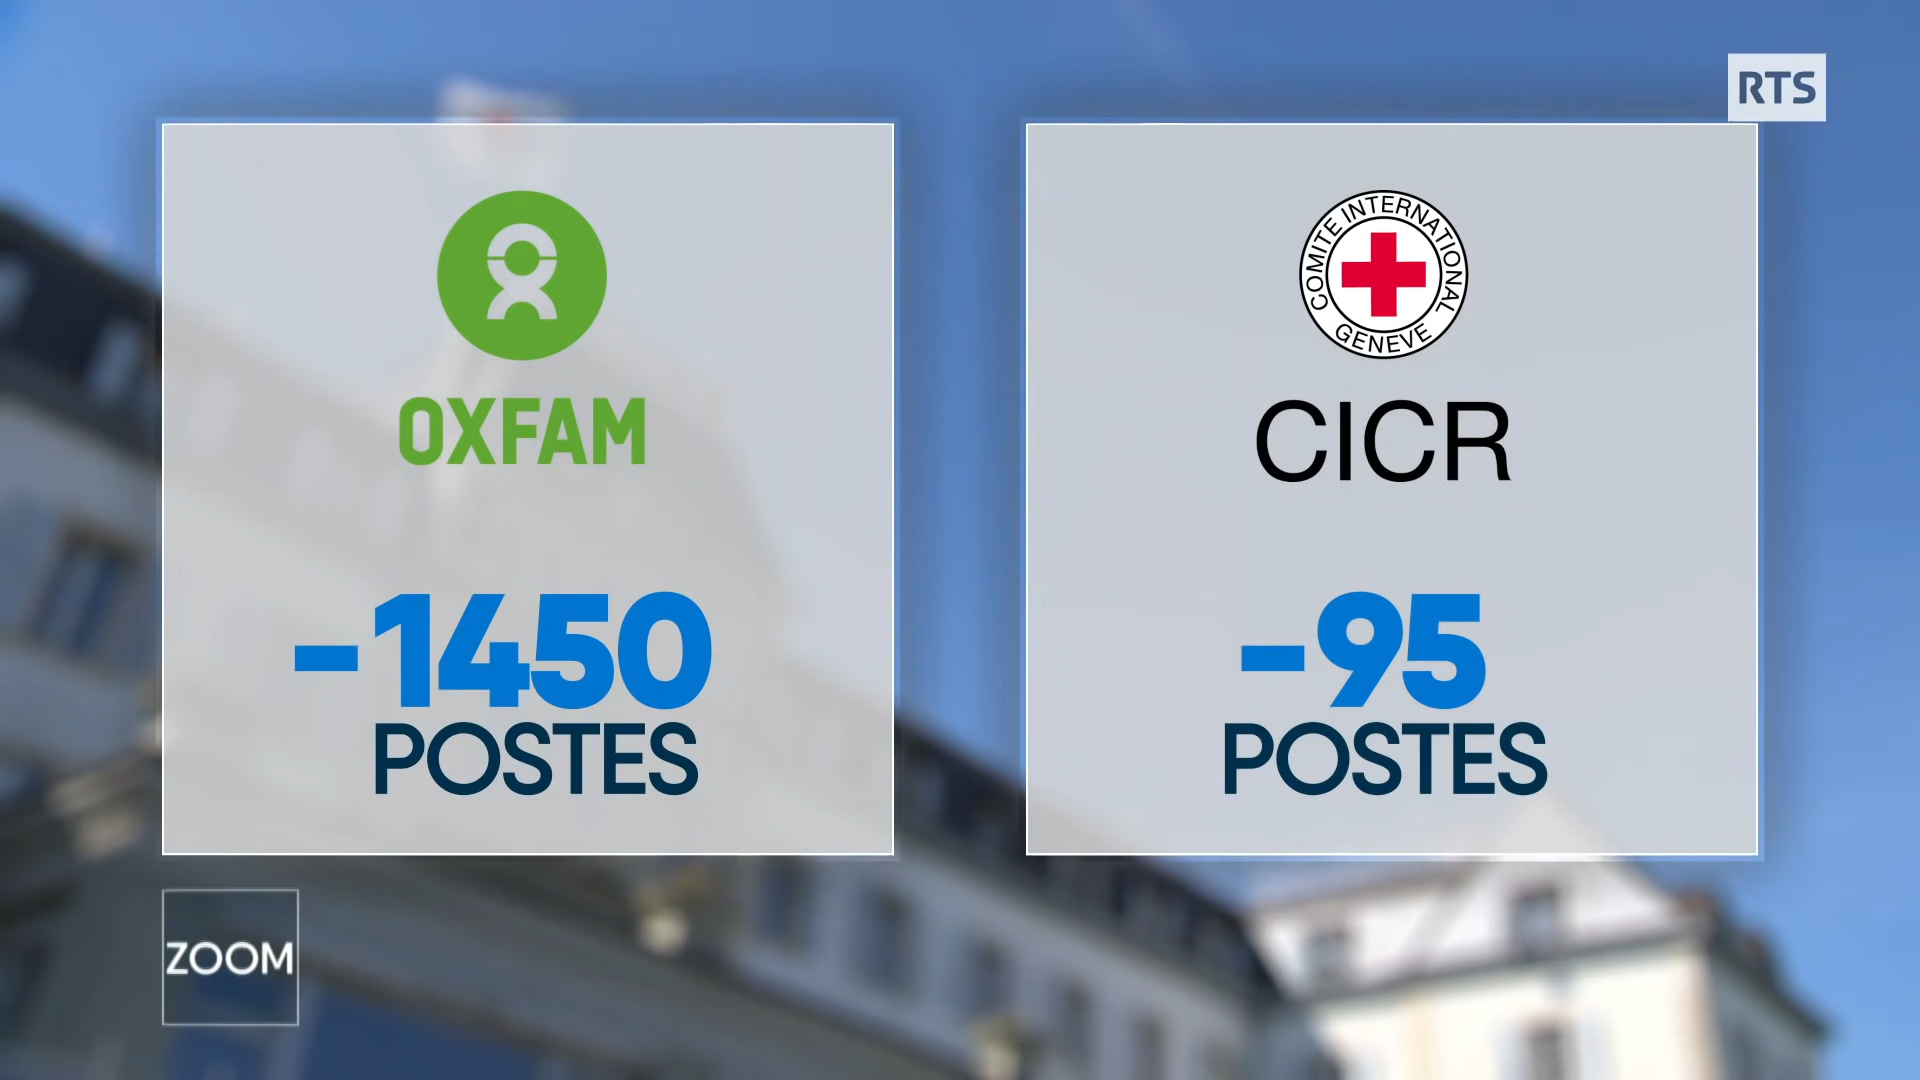 RTS
OXFAM
-1450
POSTES
COMITE INTERNATIONAL
GENEVE
CICR
-95
POSTES
ZOOM